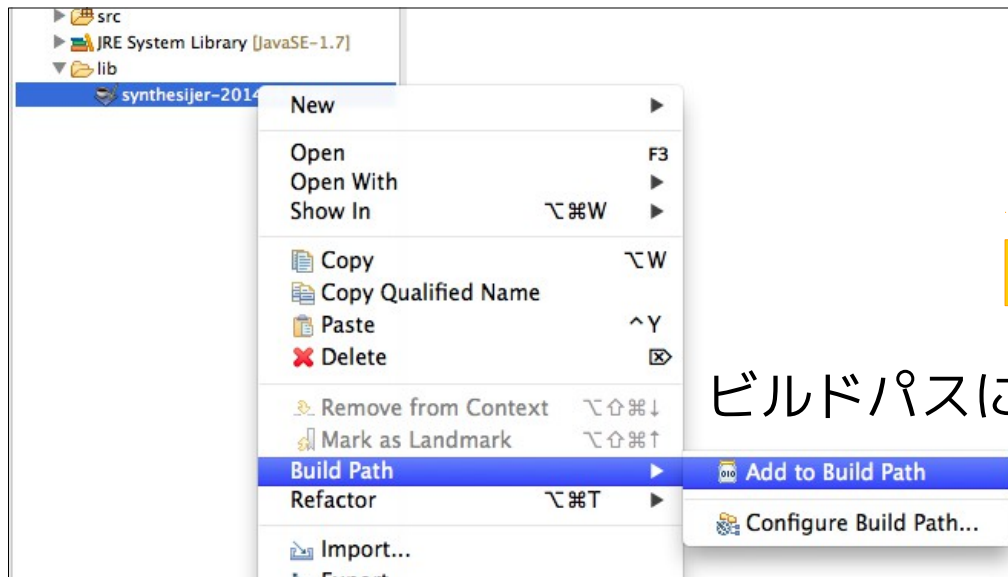 src
JRE System Library [JavaSE-1.7]
lib
synthesijer-2014
New
Open F3
Open With
Show In ⌥⌘W
Copy ⌥W
Copy Qualified Name
Paste ^Y
Delete ⌦
Remove from Context ⌥⇧⌘↓
Mark as Landmark ⌥⇧⌘↑
Build Path
Refactor ⌥⌘T
Import...
Export
ビルドパスに
Add to Build Path
Configure Build Path...